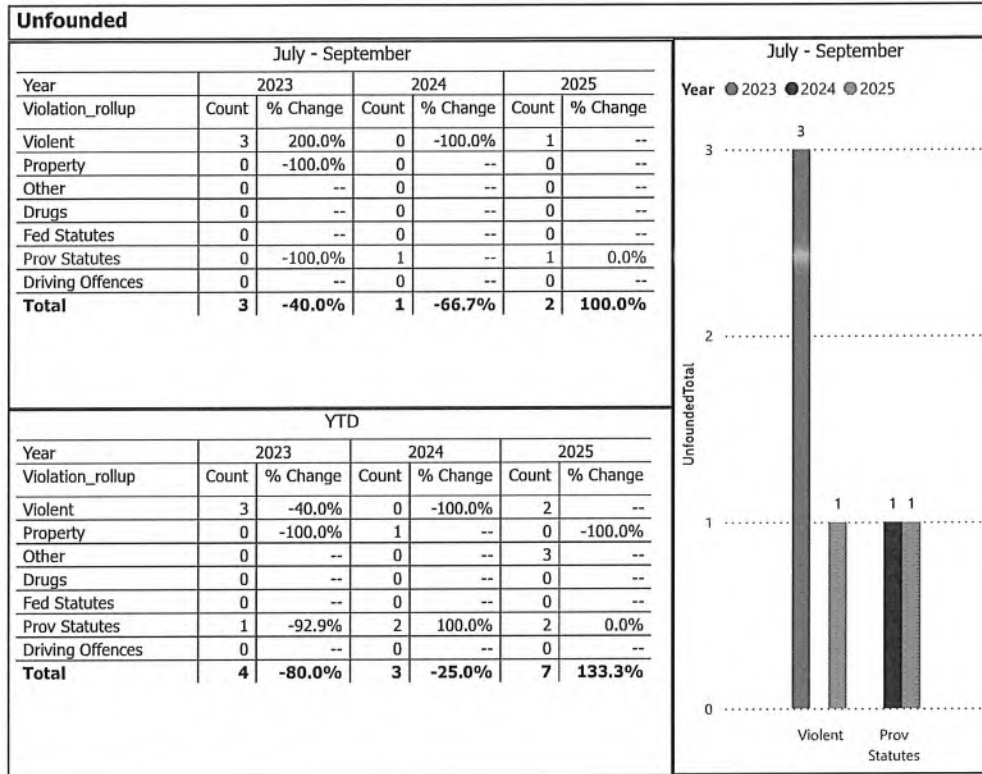 Unfounded
July - September
Year 2023 2024 2025
Violation_rollup Count % Change Count % Change Count % Change
Violent 3 200.0% 0 -100.0% 1 --
Property 0 -100.0% 0 -- 0 --
Other 0 -- 0 -- 0 --
Drugs 0 -- 0 -- 0 --
Fed Statutes 0 -- 0 -- 0 --
Prov Statutes 0 -100.0% 1 -- 1 0.0%
Driving Offences 0 -- 0 -- 0 --
Total 3 -40.0% 1 -66.7% 2 100.0%
YTD
Year 2023 2024 2025
Violation_rollup Count % Change Count % Change Count % Change
Violent 3 -40.0% 0 -100.0% 2 --
Property 0 -100.0% 1 -- 0 -100.0%
Other 0 -- 0 -- 3 --
Drugs 0 -- 0 -- 0 --
Fed Statutes 0 -- 0 -- 0 --
Prov Statutes 1 -92.9% 2 100.0% 2 0.0%
Driving Offences 0 -- 0 -- 0 --
Total 4 -80.0% 3 -25.0% 7 133.3%
July - September
Year 2023 2024 2025
3
3
2
1 1 1
1
0
UnfoundedTotal
Violent Prov
Statutes